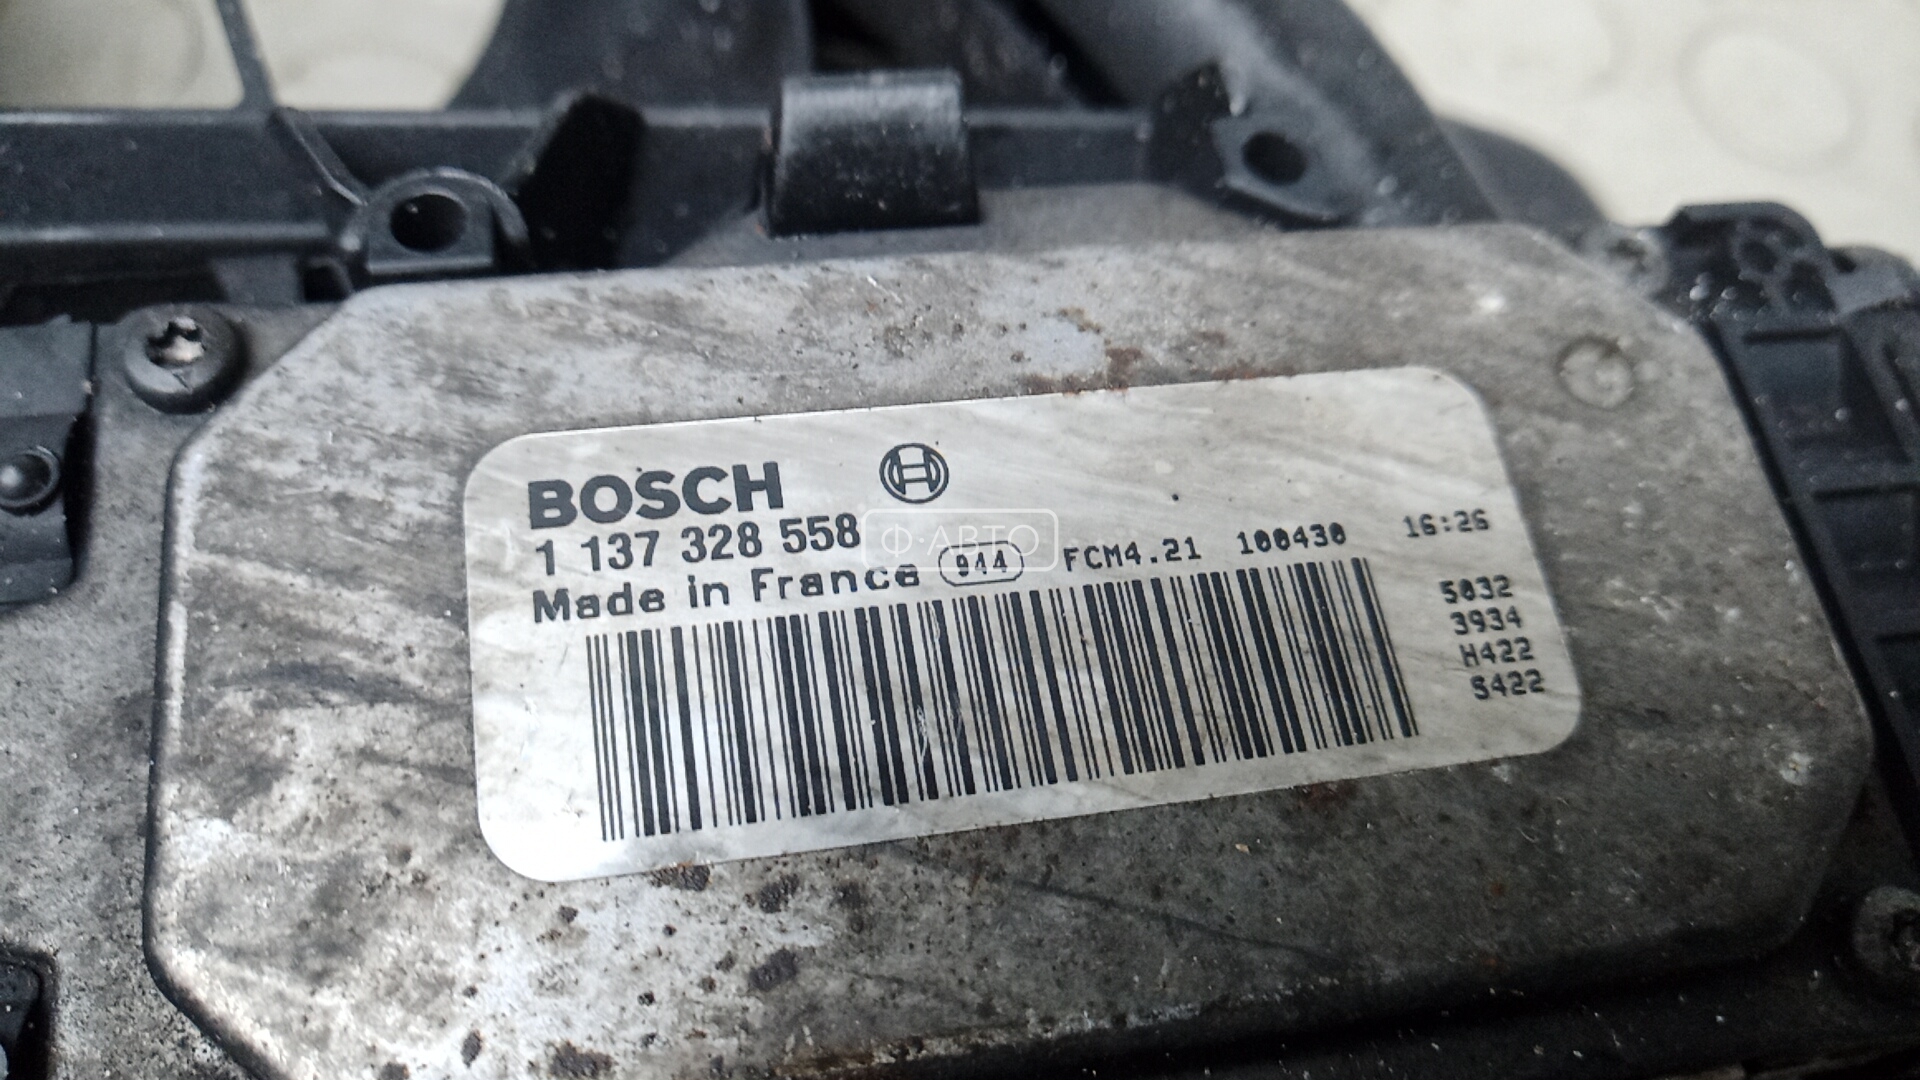 BOSCH
1 137 328 558
Ф·АВТО
Made in France 944 FCM4.21 100430 16:26
5032
3934
H422
S422